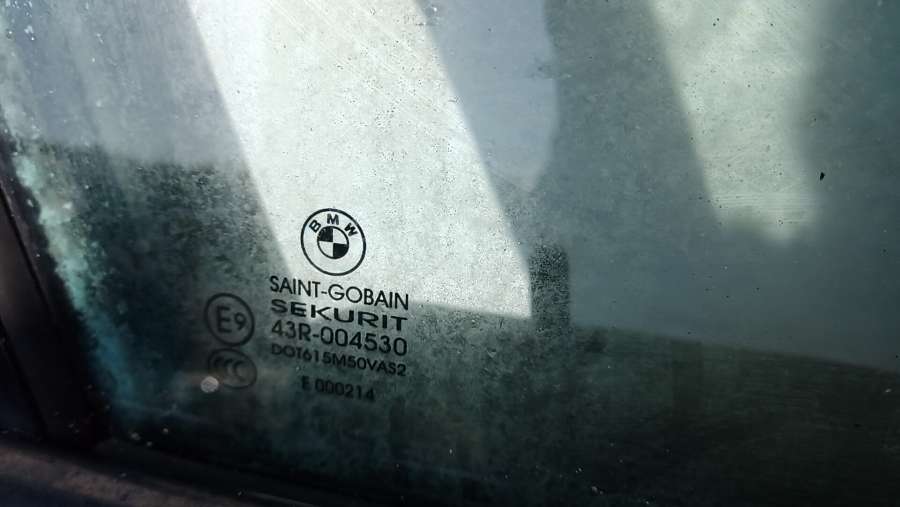 BMW
SAINT-GOBAIN
SEKURIT
E9
43R-004530
DOT615M50VAS2
CCC
E 000214